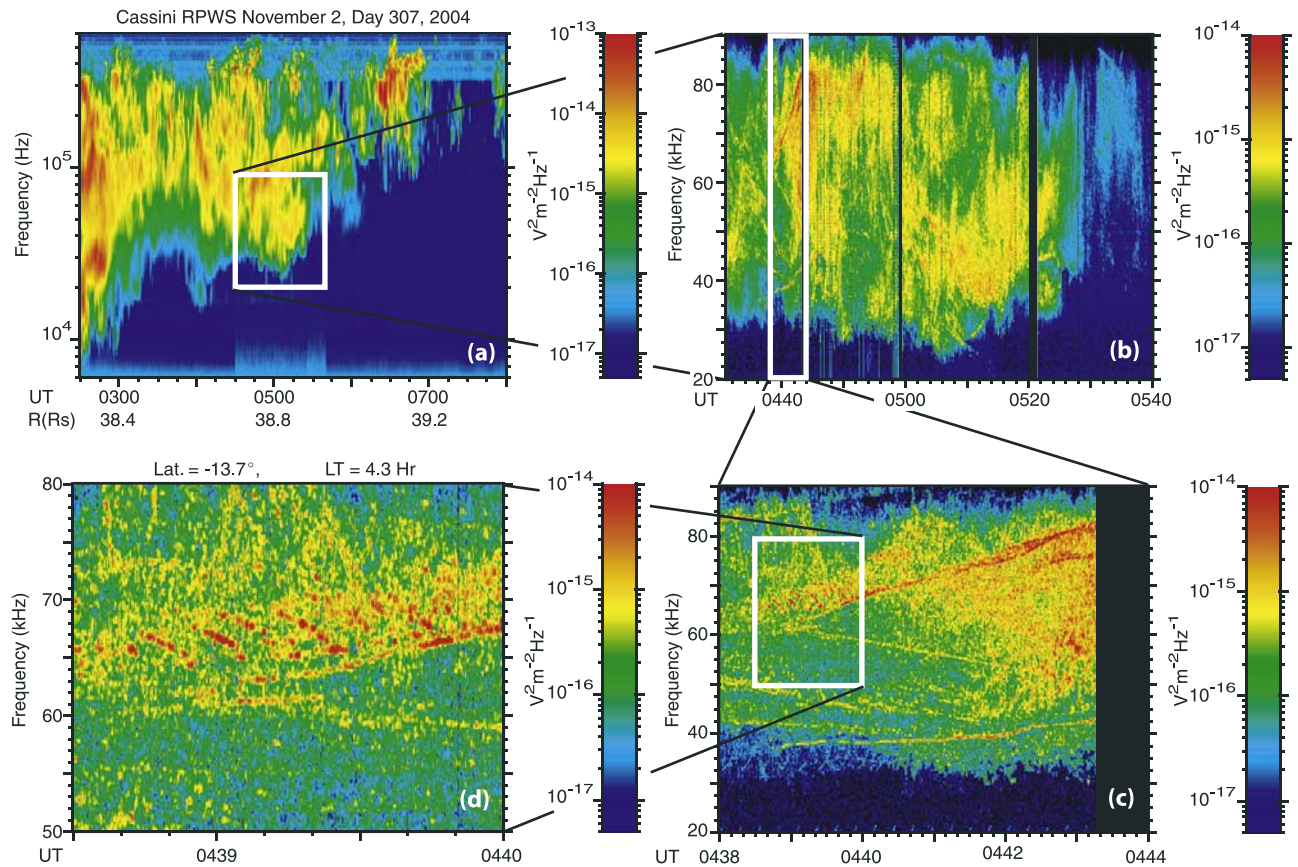 Cassini RPWS November 2, Day 307, 2004
Frequency (Hz)
10^5
10^4
(a)
UT 0300 0500 0700
R(Rs) 38.4 38.8 39.2
10^-13
10^-14
10^-15
10^-16
10^-17
V^2m^-2Hz^-1
Frequency (kHz)
80
60
40
20
(b)
UT 0440 0500 0520 0540
10^-14
10^-15
10^-16
10^-17
V^2m^-2Hz^-1
Lat. = -13.7°, LT = 4.3 Hr
Frequency (kHz)
80
70
60
50
(d)
UT 0439 0440
10^-14
10^-15
10^-16
10^-17
V^2m^-2Hz^-1
Frequency (kHz)
80
60
40
20
(c)
UT 0438 0440 0442 0444
10^-14
10^-15
10^-16
10^-17
V^2m^-2Hz^-1